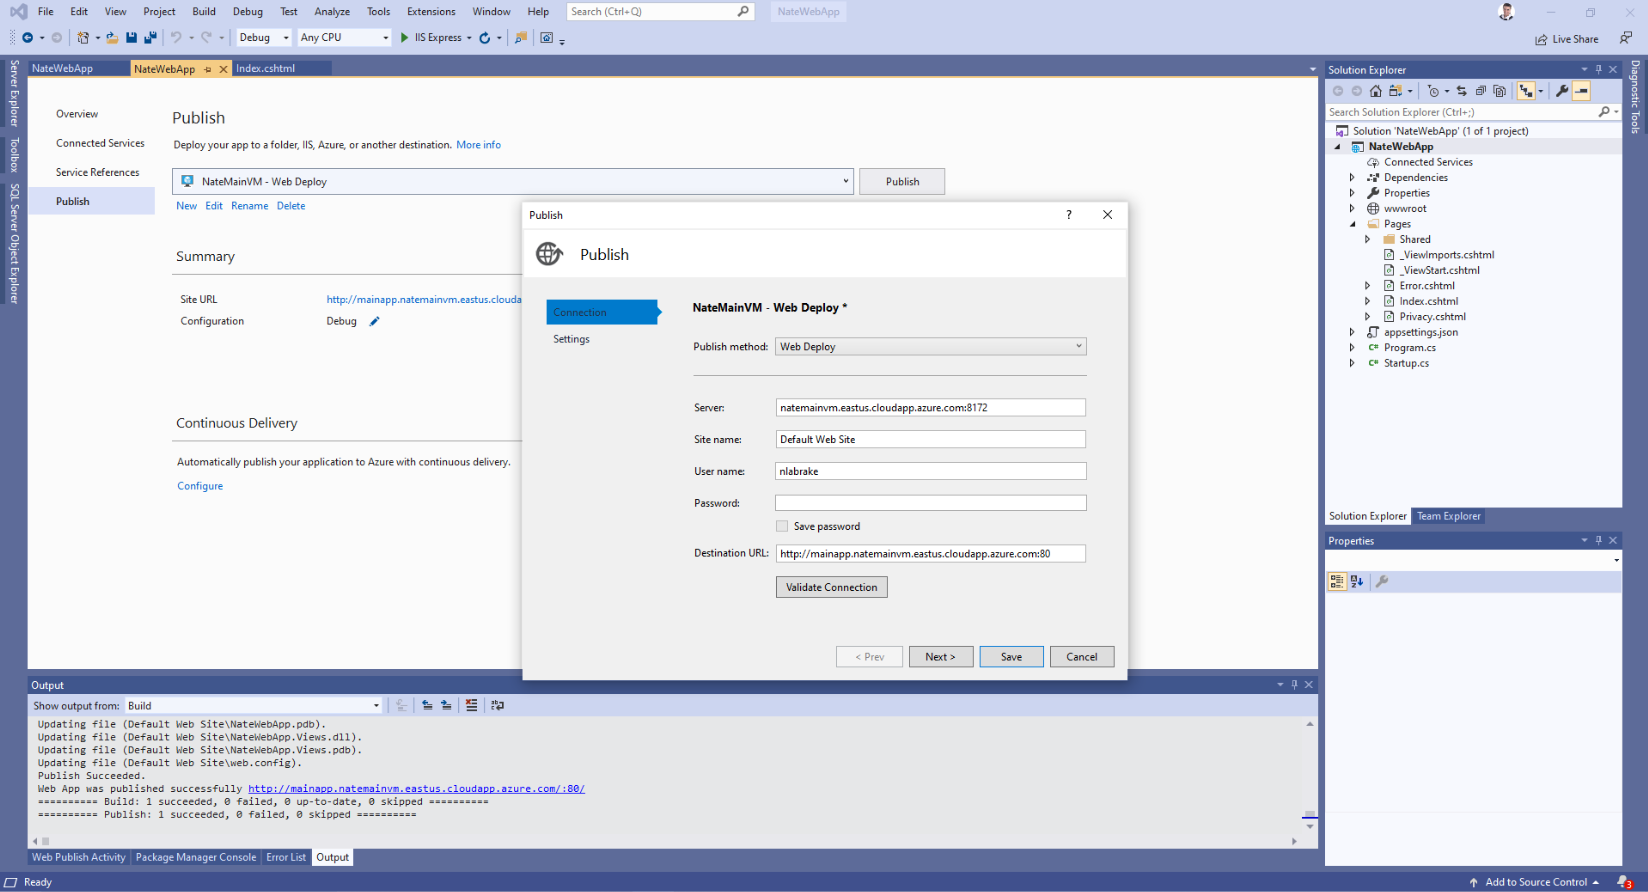 File Edit View Project Build Debug Test Analyze Tools Extensions Window Help Search (Ctrl+Q) NateWebApp
Debug Any CPU IIS Express Live Share
Server Explorer
Toolbox
SQL Server Object Explorer
NateWebApp NateWebApp Index.cshtml
Overview
Connected Services
Service References
Publish
Publish
Deploy your app to a folder, IIS, Azure, or another destination. More info
NateMainVM - Web Deploy Publish
New Edit Rename Delete
Summary
Site URL http://mainapp.natemainvm.eastus.clouda
Configuration Debug
Continuous Delivery
Automatically publish your application to Azure with continuous delivery.
Configure
Publish ?
Publish
Connection
Settings
NateMainVM - Web Deploy *
Publish method: Web Deploy
Server: natemainvm.eastus.cloudapp.azure.com:8172
Site name: Default Web Site
User name: nlabrake
Password:
Save password
Destination URL: http://mainapp.natemainvm.eastus.cloudapp.azure.com:80
Validate Connection
< Prev Next > Save Cancel
Solution Explorer
Search Solution Explorer (Ctrl+;)
Solution 'NateWebApp' (1 of 1 project)
NateWebApp
Connected Services
Dependencies
Properties
wwwroot
Pages
Shared
_ViewImports.cshtml
_ViewStart.cshtml
Error.cshtml
Index.cshtml
Privacy.cshtml
appsettings.json
C# Program.cs
C# Startup.cs
Solution Explorer Team Explorer
Properties
Diagnostic Tools
Output
Show output from: Build
Updating file (Default Web Site\NateWebApp.pdb).
Updating file (Default Web Site\NateWebApp.Views.dll).
Updating file (Default Web Site\NateWebApp.Views.pdb).
Updating file (Default Web Site\web.config).
Publish Succeeded.
Web App was published successfully http://mainapp.natemainvm.eastus.cloudapp.azure.com/:80/
========== Build: 1 succeeded, 0 failed, 0 up-to-date, 0 skipped ==========
========== Publish: 1 succeeded, 0 failed, 0 skipped ==========
Web Publish Activity Package Manager Console Error List Output
Ready Add to Source Control 3